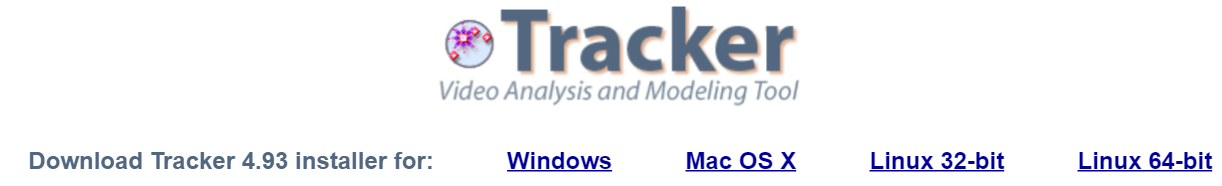 Tracker
Video Analysis and Modeling Tool
Download Tracker 4.93 installer for: Windows Mac OS X Linux 32-bit Linux 64-bit